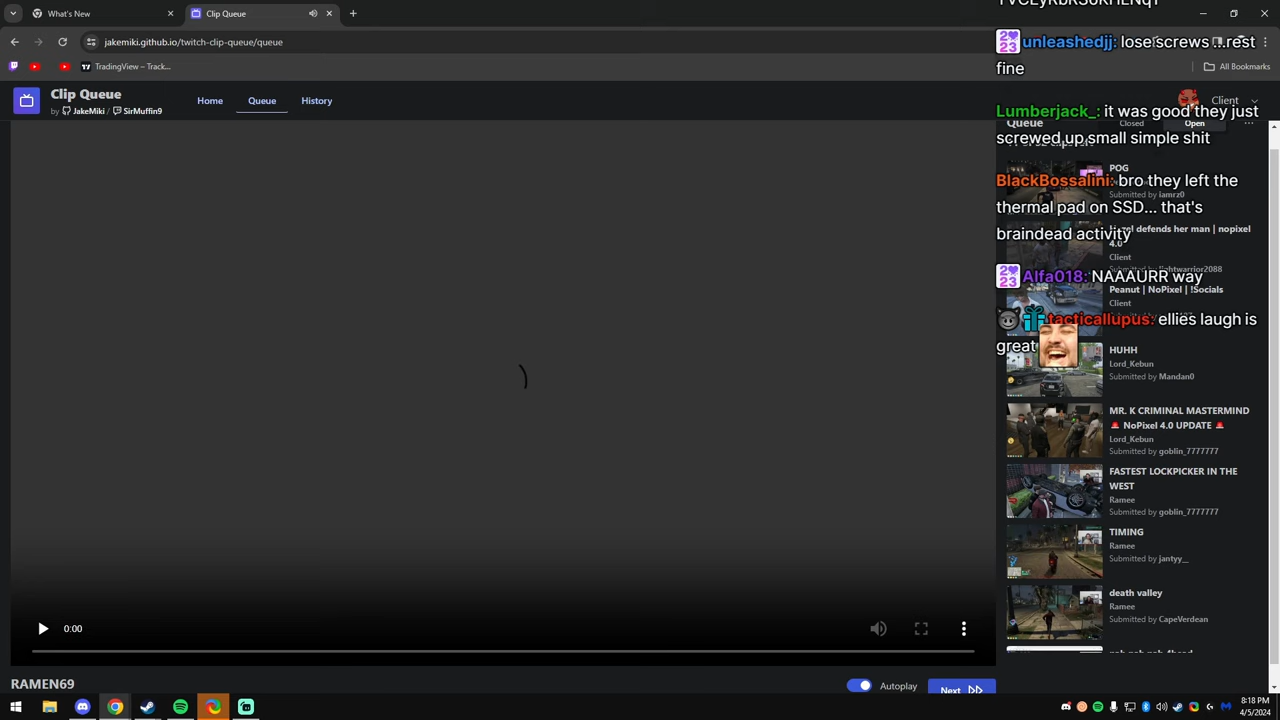 What's New
Clip Queue
jakemiki.github.io/twitch-clip-queue/queue
TradingView – Track...
All Bookmarks
Clip Queue
by JakeMiki / SirMuffin9
Home
Queue
History
Client
unleashedjj: lose screws ...rest
fine
Lumberjack_: it was good they just
screwed up small simple shit
BlackBossalini: bro they left the
thermal pad on SSD... that's
braindead activity
Alfa018: NAAAURR way
tacticallupus: ellies laugh is
great
Queue
Closed
Open
POG
Submitted by iamrz0
defends her man | nopixel
4.0
Client
Peanut | NoPixel | !Socials
Client
HUHH
Lord_Kebun
Submitted by Mandan0
MR. K CRIMINAL MASTERMIND
🚨 NoPixel 4.0 UPDATE 🚨
Lord_Kebun
Submitted by goblin_7777777
FASTEST LOCKPICKER IN THE
WEST
Ramee
Submitted by goblin_7777777
TIMING
Ramee
Submitted by jantyy__
death valley
Ramee
Submitted by CapeVerdean
0:00
RAMEN69
Autoplay
Next
8:18 PM
4/5/2024